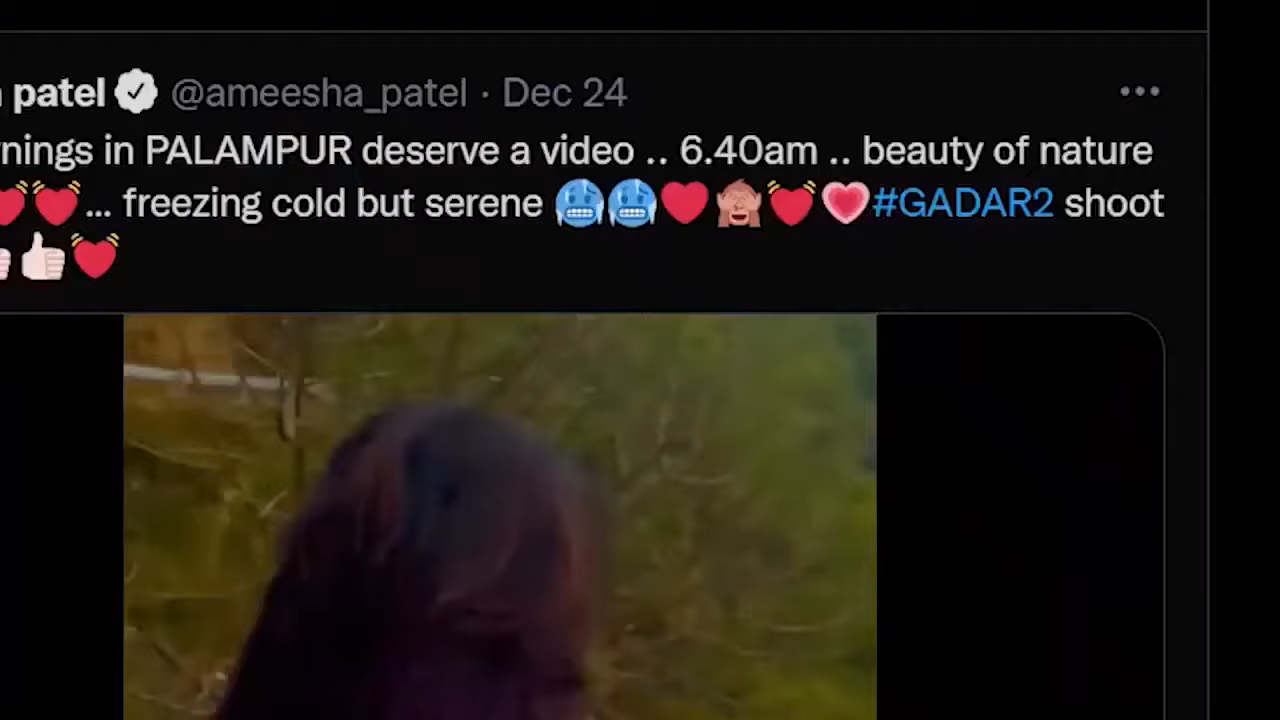 patel @ameesha_patel · Dec 24
in PALAMPUR deserve a video .. 6.40am .. beauty of nature
... freezing cold but serene 🥶🥶❤️🙈💓💗#GADAR2 shoot